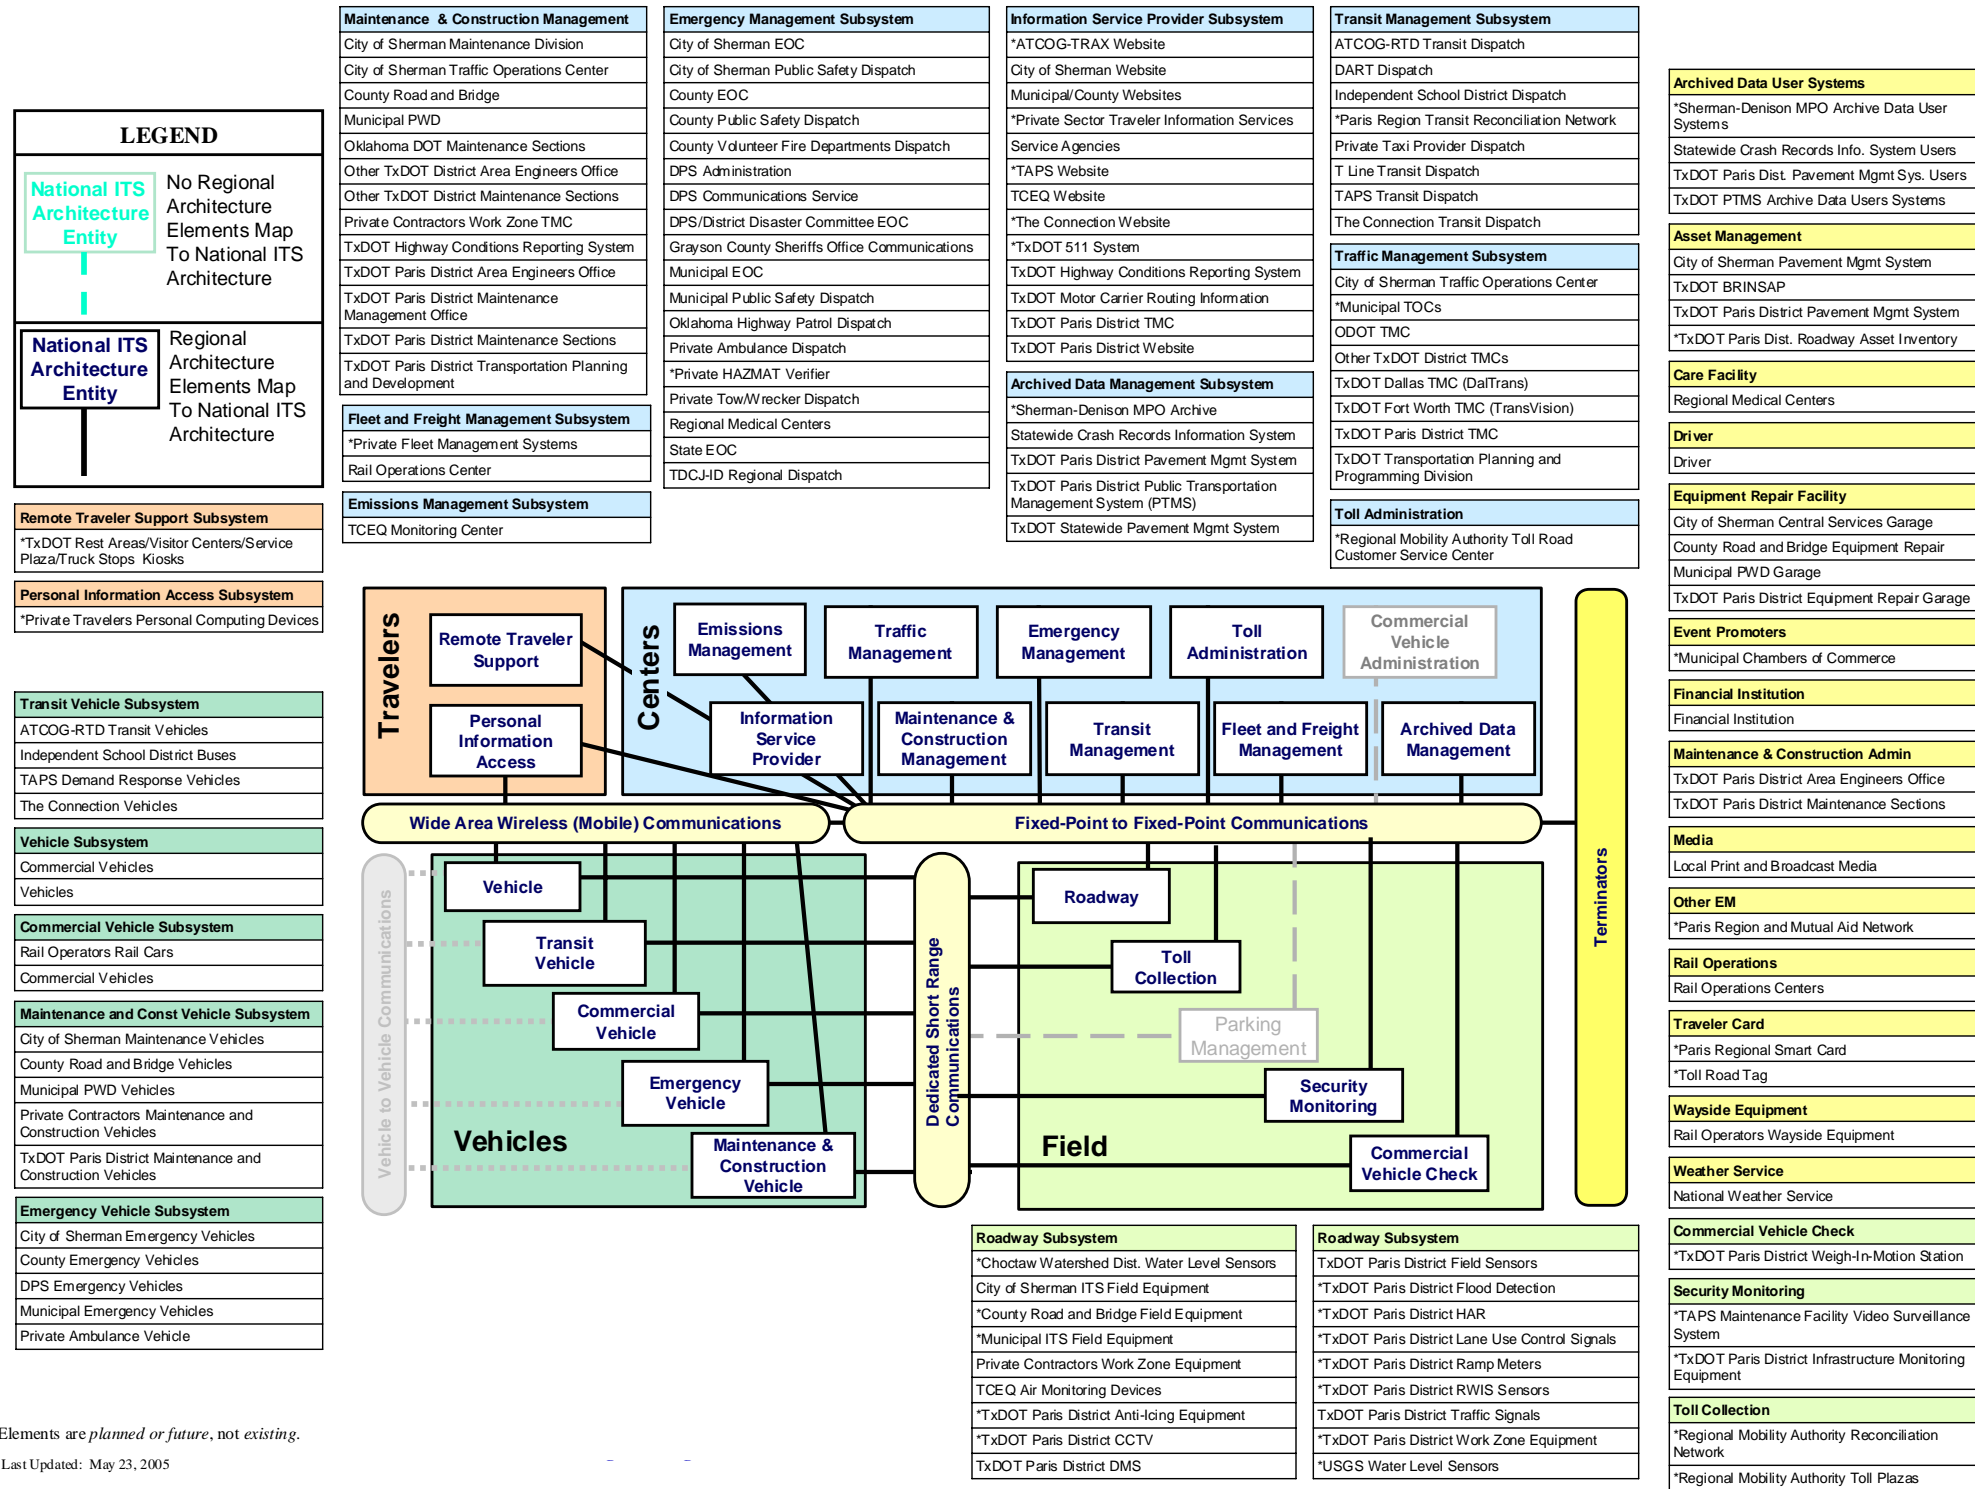 Maintenance & Construction Management
City of Sherman Maintenance Division
City of Sherman Traffic Operations Center
County Road and Bridge
Municipal PWD
Oklahoma DOT Maintenance Sections
Other TxDOT District Area Engineers Office
Other TxDOT District Maintenance Sections
Private Contractors Work Zone TMC
TxDOT Highway Conditions Reporting System
TxDOT Paris District Area Engineers Office
TxDOT Paris District Maintenance
Management Office
TxDOT Paris District Maintenance Sections
TxDOT Paris District Transportation Planning
and Development
Fleet and Freight Management Subsystem
*Private Fleet Management Systems
Rail Operations Center
Emissions Management Subsystem
TCEQ Monitoring Center
Emergency Management Subsystem
City of Sherman EOC
City of Sherman Public Safety Dispatch
County EOC
County Public Safety Dispatch
County Volunteer Fire Departments Dispatch
DPS Administration
DPS Communications Service
DPS/District Disaster Committee EOC
Grayson County Sheriffs Office Communications
Municipal EOC
Municipal Public Safety Dispatch
Oklahoma Highway Patrol Dispatch
Private Ambulance Dispatch
*Private HAZMAT Verifier
Private Tow/Wrecker Dispatch
Regional Medical Centers
State EOC
TDCJ-ID Regional Dispatch
Information Service Provider Subsystem
*ATCOG-TRAX Website
City of Sherman Website
Municipal/County Websites
*Private Sector Traveler Information Services
Service Agencies
*TAPS Website
TCEQ Website
*The Connection Website
*TxDOT 511 System
TxDOT Highway Conditions Reporting System
TxDOT Motor Carrier Routing Information
TxDOT Paris District TMC
TxDOT Paris District Website
Archived Data Management Subsystem
*Sherman-Denison MPO Archive
Statewide Crash Records Information System
TxDOT Paris District Pavement Mgmt System
TxDOT Paris District Public Transportation
Management System (PTMS)
TxDOT Statewide Pavement Mgmt System
Transit Management Subsystem
ATCOG-RTD Transit Dispatch
DART Dispatch
Independent School District Dispatch
*Paris Region Transit Reconciliation Network
Private Taxi Provider Dispatch
T Line Transit Dispatch
TAPS Transit Dispatch
The Connection Transit Dispatch
Traffic Management Subsystem
City of Sherman Traffic Operations Center
*Municipal TOCs
ODOT TMC
Other TxDOT District TMCs
TxDOT Dallas TMC (DalTrans)
TxDOT Fort Worth TMC (TransVision)
TxDOT Paris District TMC
TxDOT Transportation Planning and
Programming Division
Toll Administration
*Regional Mobility Authority Toll Road
Customer Service Center
Archived Data User Systems
*Sherman-Denison MPO Archive Data User
Systems
Statewide Crash Records Info. System Users
TxDOT Paris Dist. Pavement Mgmt Sys. Users
TxDOT PTMS Archive Data Users Systems
Asset Management
City of Sherman Pavement Mgmt System
TxDOT BRINSAP
TxDOT Paris District Pavement Mgmt System
*TxDOT Paris Dist. Roadway Asset Inventory
Care Facility
Regional Medical Centers
Driver
Driver
Equipment Repair Facility
City of Sherman Central Services Garage
County Road and Bridge Equipment Repair
Municipal PWD Garage
TxDOT Paris District Equipment Repair Garage
Event Promoters
*Municipal Chambers of Commerce
Financial Institution
Financial Institution
Maintenance & Construction Admin
TxDOT Paris District Area Engineers Office
TxDOT Paris District Maintenance Sections
Media
Local Print and Broadcast Media
Other EM
*Paris Region and Mutual Aid Network
Rail Operations
Rail Operations Centers
Traveler Card
*Paris Regional Smart Card
*Toll Road Tag
Wayside Equipment
Rail Operators Wayside Equipment
Weather Service
National Weather Service
Commercial Vehicle Check
*TxDOT Paris District Weigh-In-Motion Station
Security Monitoring
*TAPS Maintenance Facility Video Surveillance
System
*TxDOT Paris District Infrastructure Monitoring
Equipment
Toll Collection
*Regional Mobility Authority Reconciliation
Network
*Regional Mobility Authority Toll Plazas
LEGEND
National ITS
Architecture
Entity
No Regional
Architecture
Elements Map
To National ITS
Architecture
National ITS
Architecture
Entity
Regional
Architecture
Elements Map
To National ITS
Architecture
Remote Traveler Support Subsystem
*TxDOT Rest Areas/Visitor Centers/Service
Plaza/Truck Stops Kiosks
Personal Information Access Subsystem
*Private Travelers Personal Computing Devices
Transit Vehicle Subsystem
ATCOG-RTD Transit Vehicles
Independent School District Buses
TAPS Demand Response Vehicles
The Connection Vehicles
Vehicle Subsystem
Commercial Vehicles
Vehicles
Commercial Vehicle Subsystem
Rail Operators Rail Cars
Commercial Vehicles
Maintenance and Const Vehicle Subsystem
City of Sherman Maintenance Vehicles
County Road and Bridge Vehicles
Municipal PWD Vehicles
Private Contractors Maintenance and
Construction Vehicles
TxDOT Paris District Maintenance and
Construction Vehicles
Emergency Vehicle Subsystem
City of Sherman Emergency Vehicles
County Emergency Vehicles
DPS Emergency Vehicles
Municipal Emergency Vehicles
Private Ambulance Vehicle
Travelers
Remote Traveler
Support
Personal
Information
Access
Centers
Emissions
Management
Traffic
Management
Emergency
Management
Toll
Administration
Commercial
Vehicle
Administration
Information
Service
Provider
Maintenance &
Construction
Management
Transit
Management
Fleet and Freight
Management
Archived Data
Management
Wide Area Wireless (Mobile) Communications
Fixed-Point to Fixed-Point Communications
Terminators
Vehicle to Vehicle Communications
Vehicle
Transit
Vehicle
Commercial
Vehicle
Emergency
Vehicle
Maintenance &
Construction
Vehicle
Vehicles
Dedicated Short Range
Communications
Roadway
Toll
Collection
Parking
Management
Security
Monitoring
Commercial
Vehicle Check
Field
Roadway Subsystem
*Choctaw Watershed Dist. Water Level Sensors
City of Sherman ITS Field Equipment
*County Road and Bridge Field Equipment
*Municipal ITS Field Equipment
Private Contractors Work Zone Equipment
TCEQ Air Monitoring Devices
*TxDOT Paris District Anti-Icing Equipment
*TxDOT Paris District CCTV
TxDOT Paris District DMS
Roadway Subsystem
TxDOT Paris District Field Sensors
*TxDOT Paris District Flood Detection
*TxDOT Paris District HAR
*TxDOT Paris District Lane Use Control Signals
*TxDOT Paris District Ramp Meters
*TxDOT Paris District RWIS Sensors
TxDOT Paris District Traffic Signals
*TxDOT Paris District Work Zone Equipment
*USGS Water Level Sensors
Elements are planned or future, not existing.
Last Updated: May 23, 2005